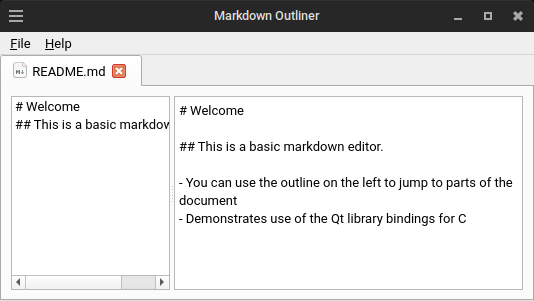 Markdown Outliner
File Help
README.md
# Welcome
## This is a basic markdow
# Welcome
## This is a basic markdown editor.
- You can use the outline on the left to jump to parts of the
document
- Demonstrates use of the Qt library bindings for C